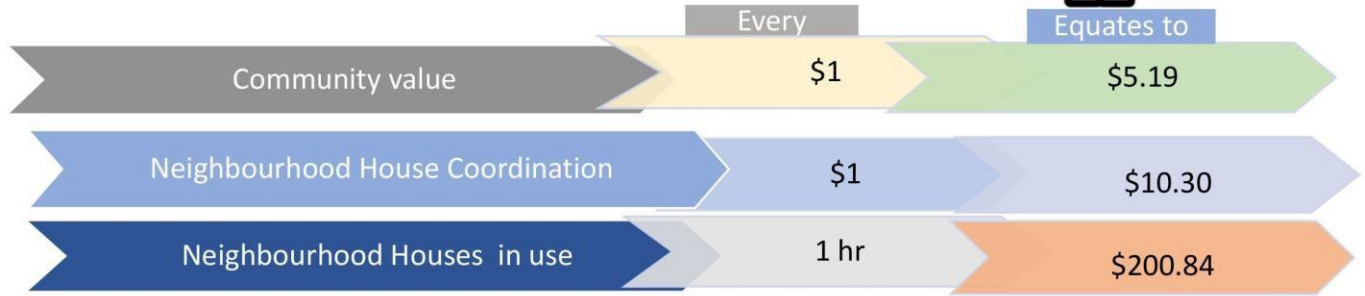 Every Equates to
Community value $1 $5.19
Neighbourhood House Coordination $1 $10.30
Neighbourhood Houses in use 1 hr $200.84